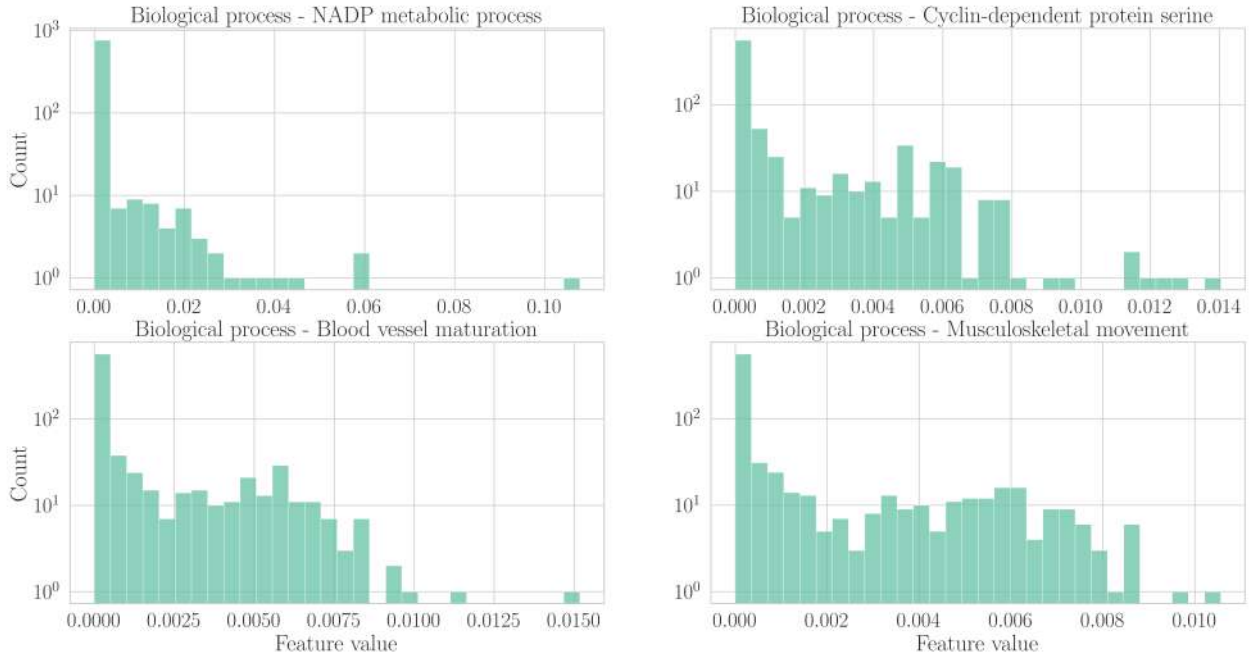 Biological process - NADP metabolic process
Biological process - Cyclin-dependent protein serine
10³
10²
10¹
10⁰
Count
0.00 0.02 0.04 0.06 0.08 0.10
10²
10¹
10⁰
0.000 0.002 0.004 0.006 0.008 0.010 0.012 0.014
Biological process - Blood vessel maturation
Biological process - Musculoskeletal movement
10²
10¹
10⁰
Count
0.0000 0.0025 0.0050 0.0075 0.0100 0.0125 0.0150
Feature value
10²
10¹
10⁰
0.000 0.002 0.004 0.006 0.008 0.010
Feature value